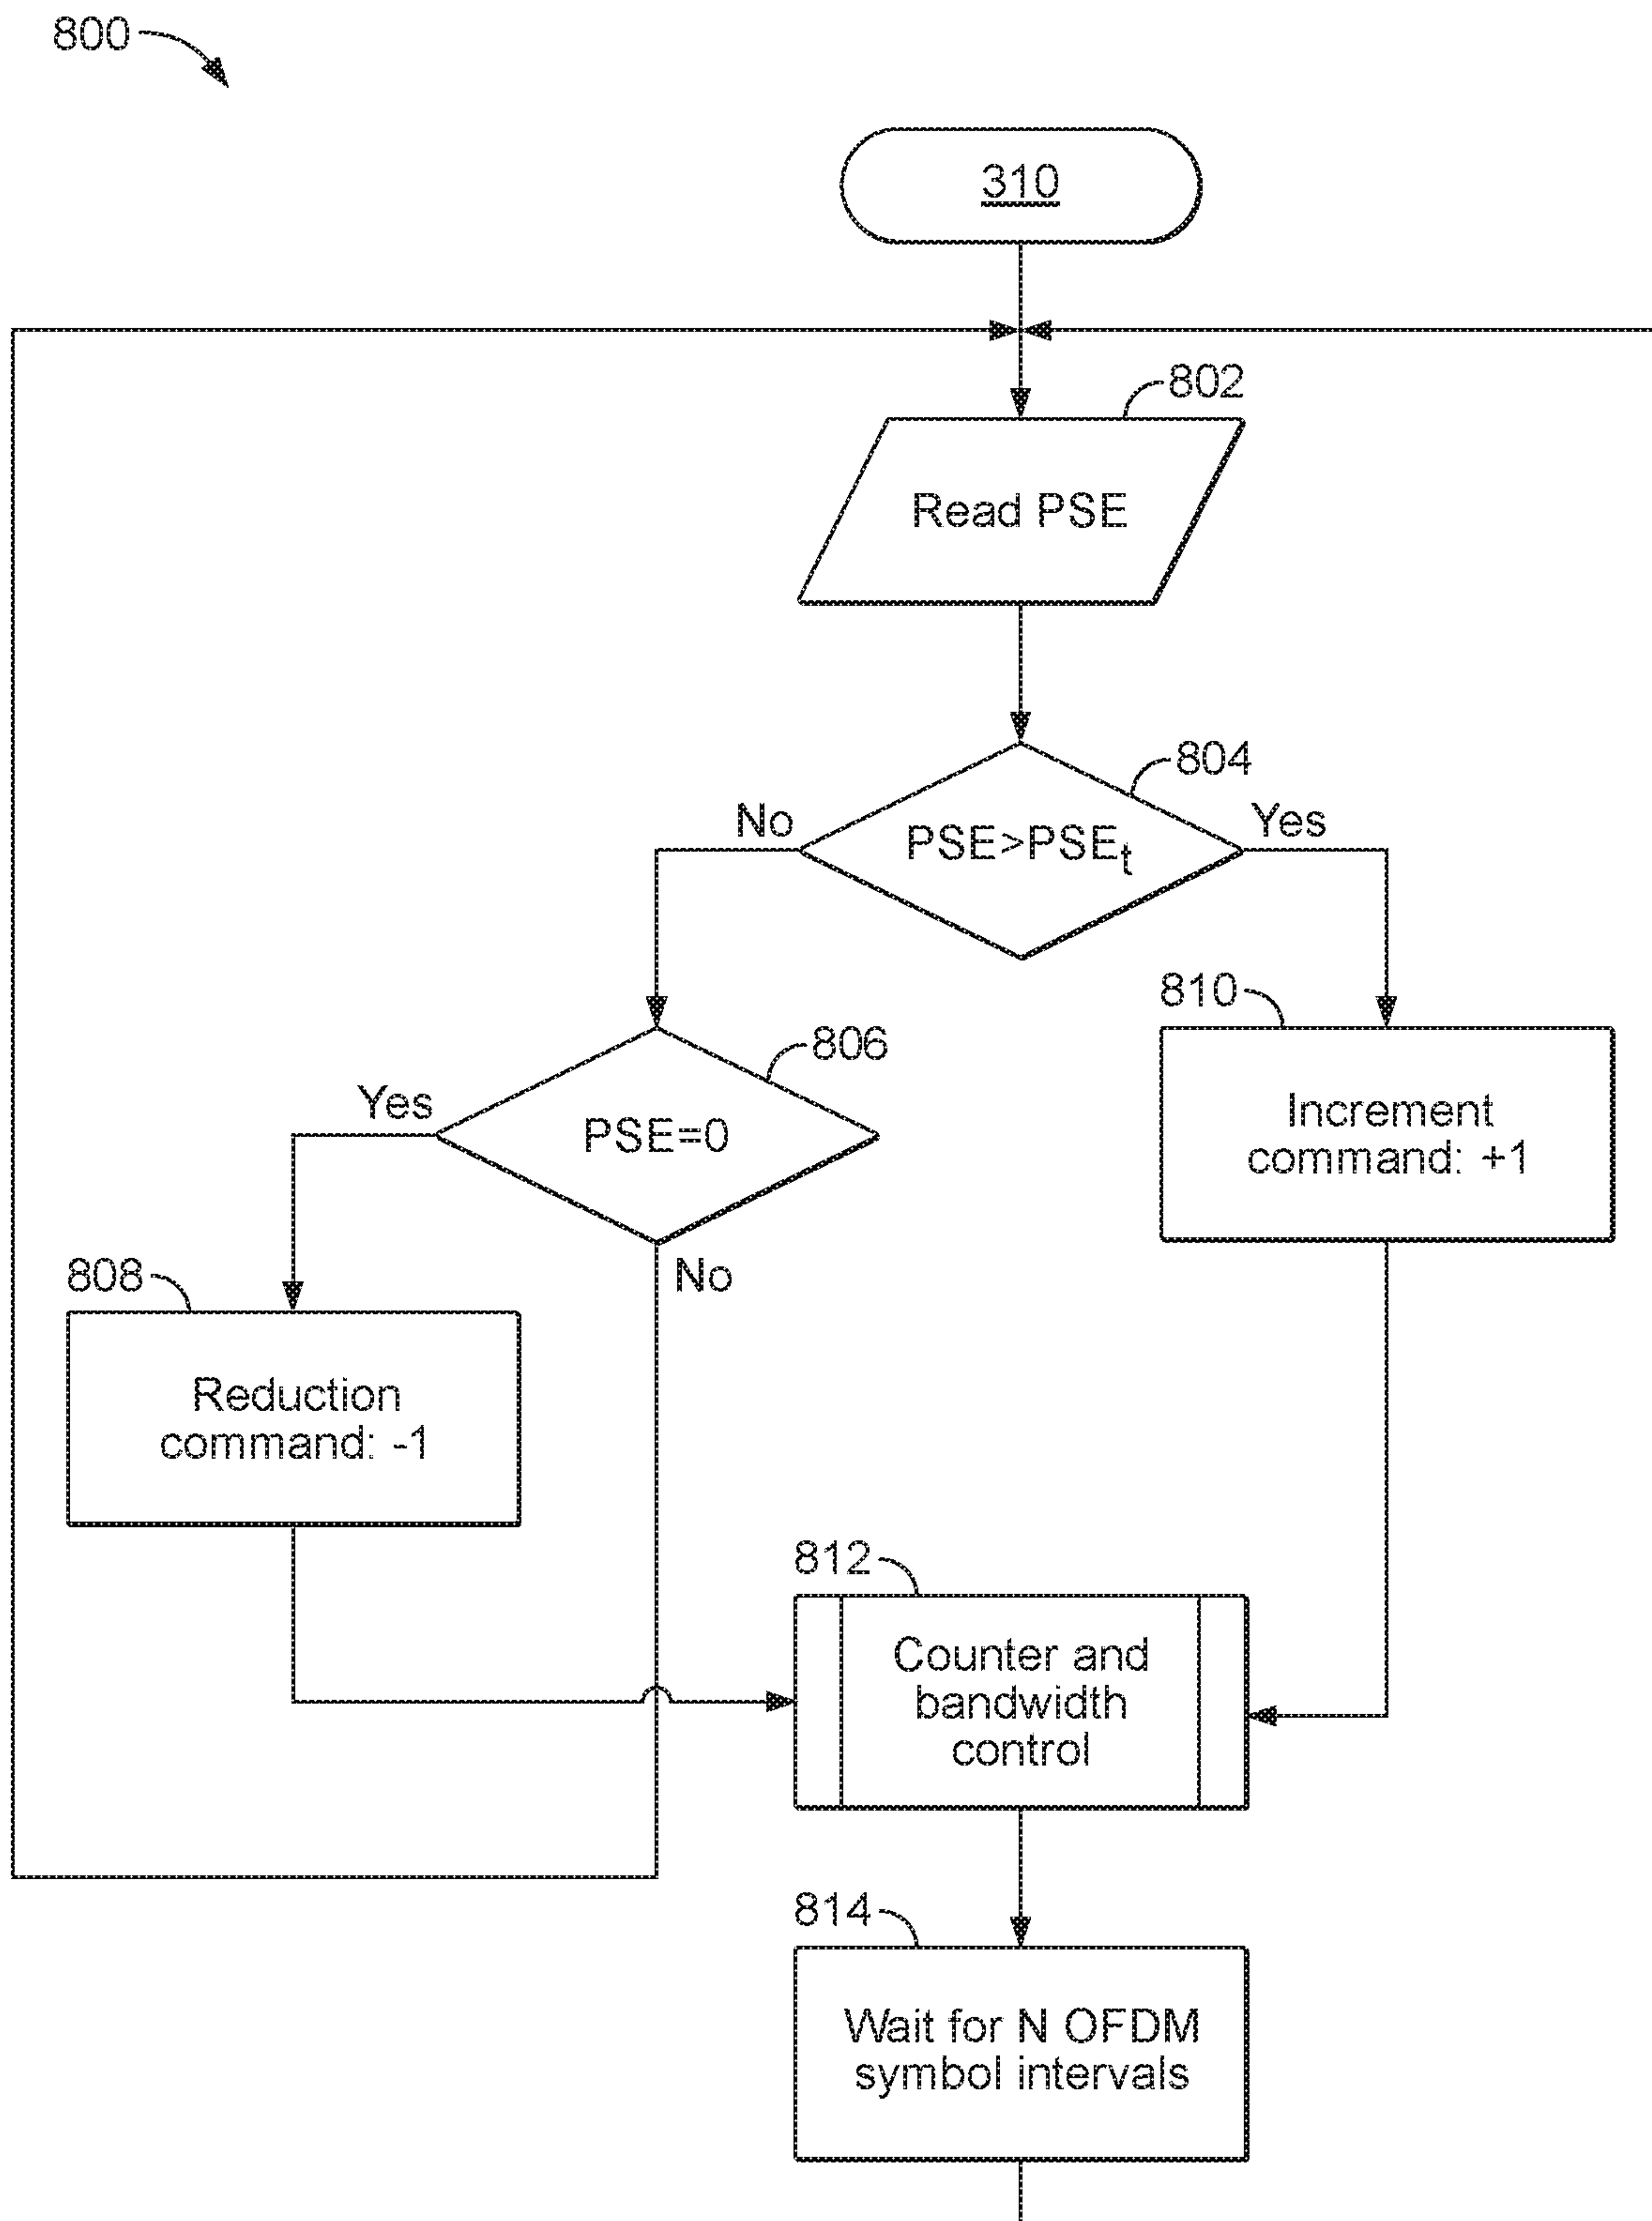 800
310
802
Read PSE
804
No
PSE>PSEt
Yes
810
806
Yes
PSE=0
Increment
command: +1
808
No
Reduction
command: -1
812
Counter and
bandwidth
control
814
Wait for N OFDM
symbol intervals